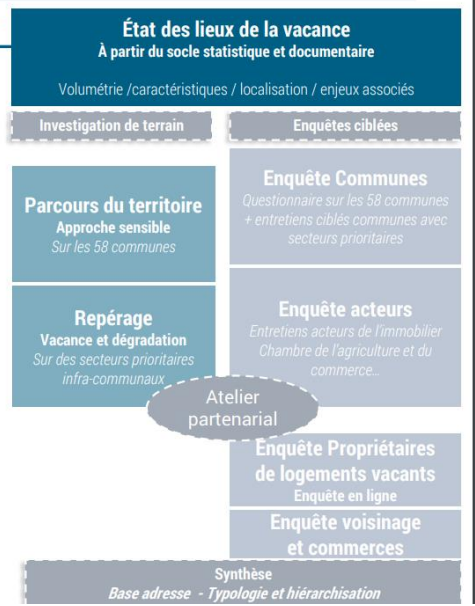 État des lieux de la vacance
À partir du socle statistique et documentaire
Volumétrie /caractéristiques / localisation / enjeux associés
Investigation de terrain
Enquêtes ciblées
Parcours du territoire
Approche sensible
Sur les 58 communes
Repérage
Vacance et dégradation
Sur des secteurs prioritaires
infra-communaux
Enquête Communes
Questionnaire sur les 58 communes
+ entretiens ciblés communes avec
secteurs prioritaires
Enquête acteurs
Entretiens acteurs de l'immobilier
Chambre de l'agriculture et du
commerce…
Atelier
partenarial
Enquête Propriétaires
de logements vacants
Enquête en ligne
Enquête voisinage
et commerces
Synthèse
Base adresse - Typologie et hiérarchisation